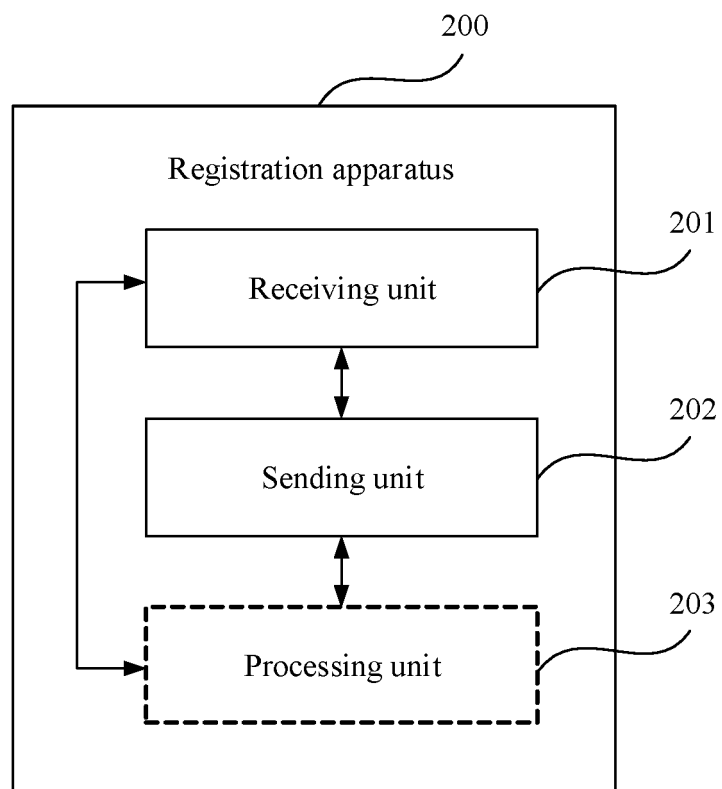 200
Registration apparatus
201
Receiving unit
202
Sending unit
203
Processing unit